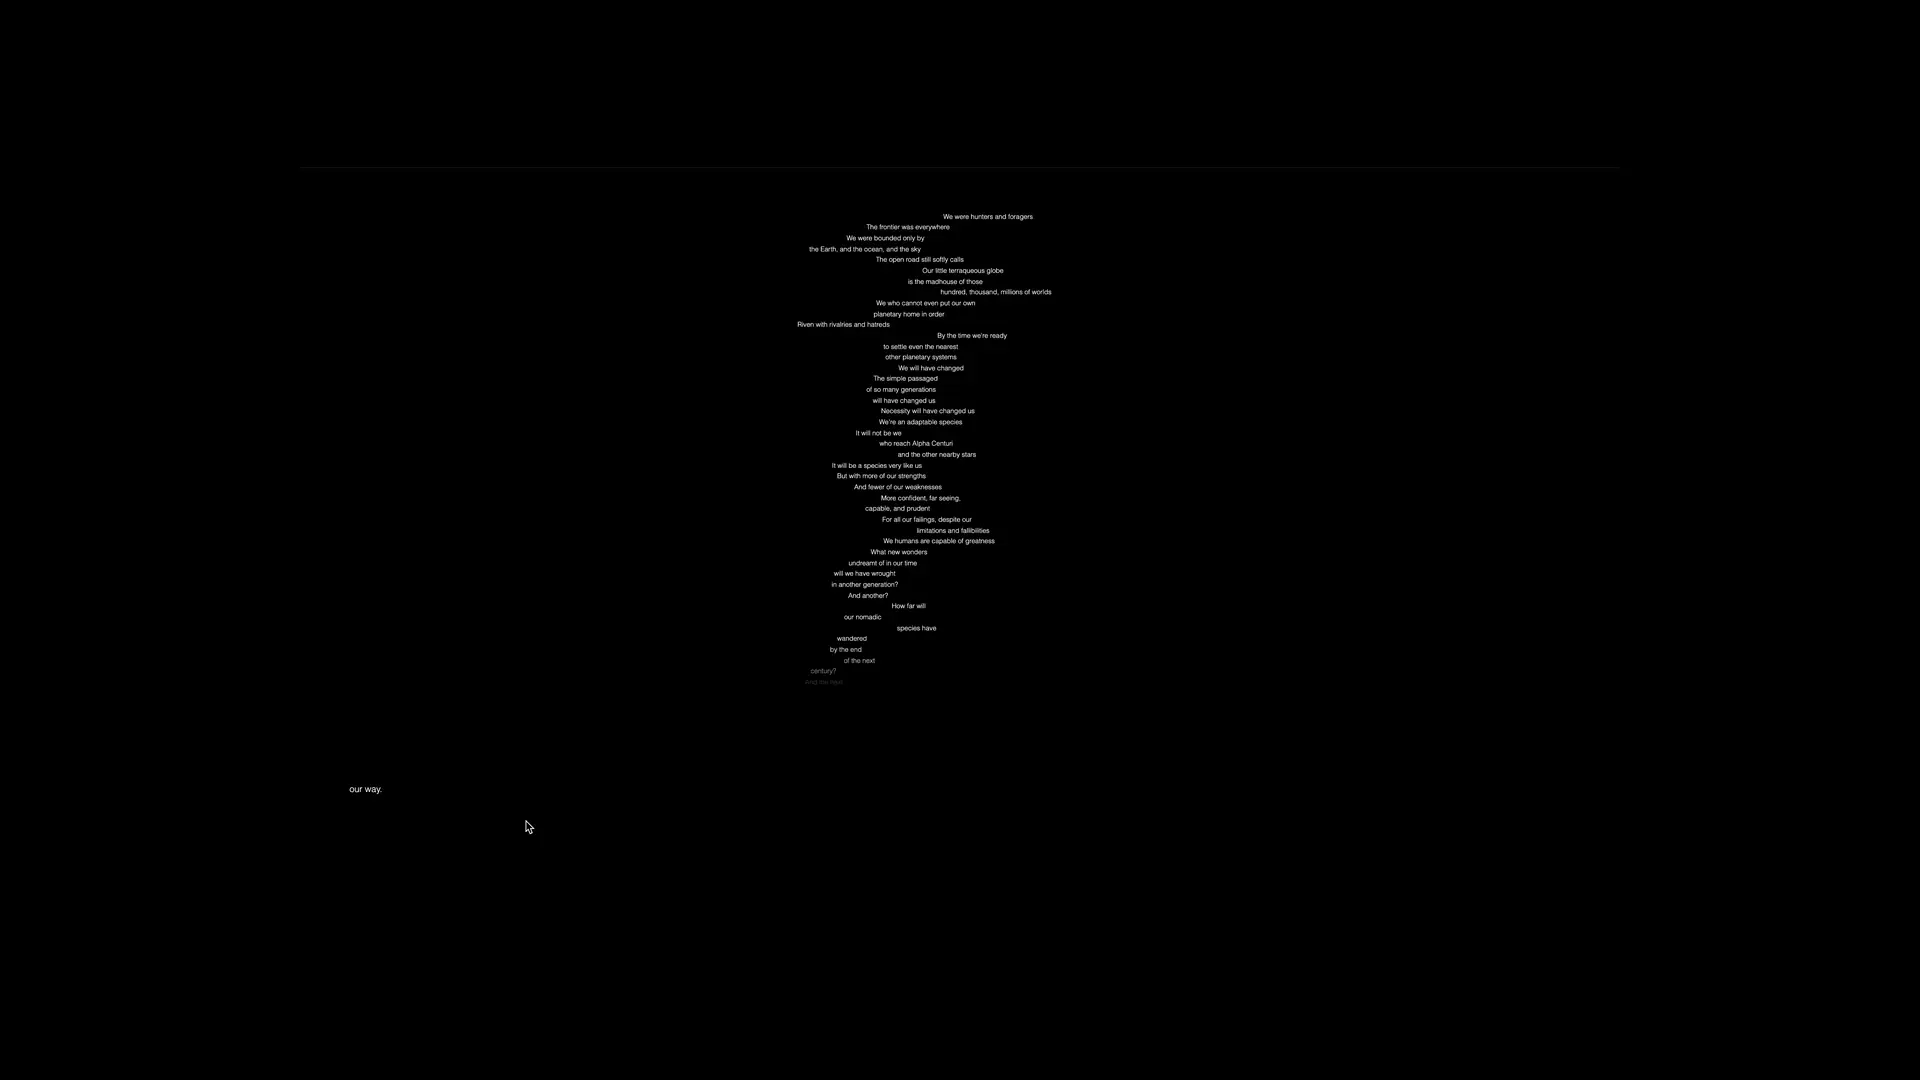 We were hunters and foragers
The frontier was everywhere
We were bounded only by
the Earth, and the ocean, and the sky
The open road still softly calls
Our little terraqueous globe
is the madhouse of those
hundred, thousand, millions of worlds
We who cannot even put our own
planetary home in order
Riven with rivalries and hatreds
By the time we're ready
to settle even the nearest
other planetary systems
We will have changed
The simple passaged
of so many generations
will have changed us
Necessity will have changed us
We're an adaptable species
It will not be we
who reach Alpha Centuri
and the other nearby stars
It will be a species very like us
But with more of our strengths
And fewer of our weaknesses
More confident, far seeing,
capable, and prudent
For all our failings, despite our
limitations and fallibilities
We humans are capable of greatness
What new wonders
undreamt of in our time
will we have wrought
in another generation?
And another?
How far will
our nomadic
species have
wandered
by the end
of the next
century?
And the next
our way.